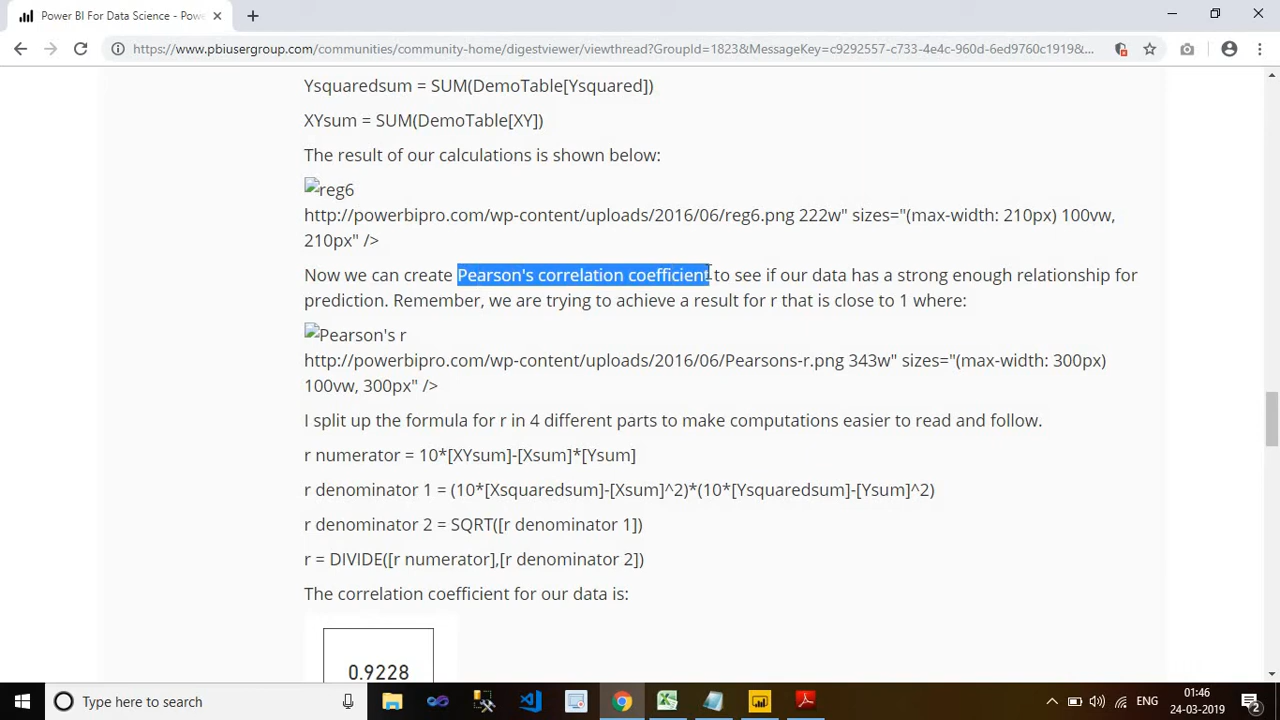 Power BI For Data Science - Powe
https://www.pbiusergroup.com/communities/community-home/digestviewer/viewthread?GroupId=1823&MessageKey=c9292557-c733-4e4c-960d-6ed9760c1919&...
Ysquaredsum = SUM(DemoTable[Ysquared])
XYsum = SUM(DemoTable[XY])
The result of our calculations is shown below:
reg6
http://powerbipro.com/wp-content/uploads/2016/06/reg6.png 222w" sizes="(max-width: 210px) 100vw,
210px" />
Now we can create Pearson's correlation coefficient to see if our data has a strong enough relationship for
prediction. Remember, we are trying to achieve a result for r that is close to 1 where:
Pearson's r
http://powerbipro.com/wp-content/uploads/2016/06/Pearsons-r.png 343w" sizes="(max-width: 300px)
100vw, 300px" />
I split up the formula for r in 4 different parts to make computations easier to read and follow.
r numerator = 10*[XYsum]-[Xsum]*[Ysum]
r denominator 1 = (10*[Xsquaredsum]-[Xsum]^2)*(10*[Ysquaredsum]-[Ysum]^2)
r denominator 2 = SQRT([r denominator 1])
r = DIVIDE([r numerator],[r denominator 2])
The correlation coefficient for our data is:
0.9228
Type here to search
ENG
01:46
24-03-2019
2